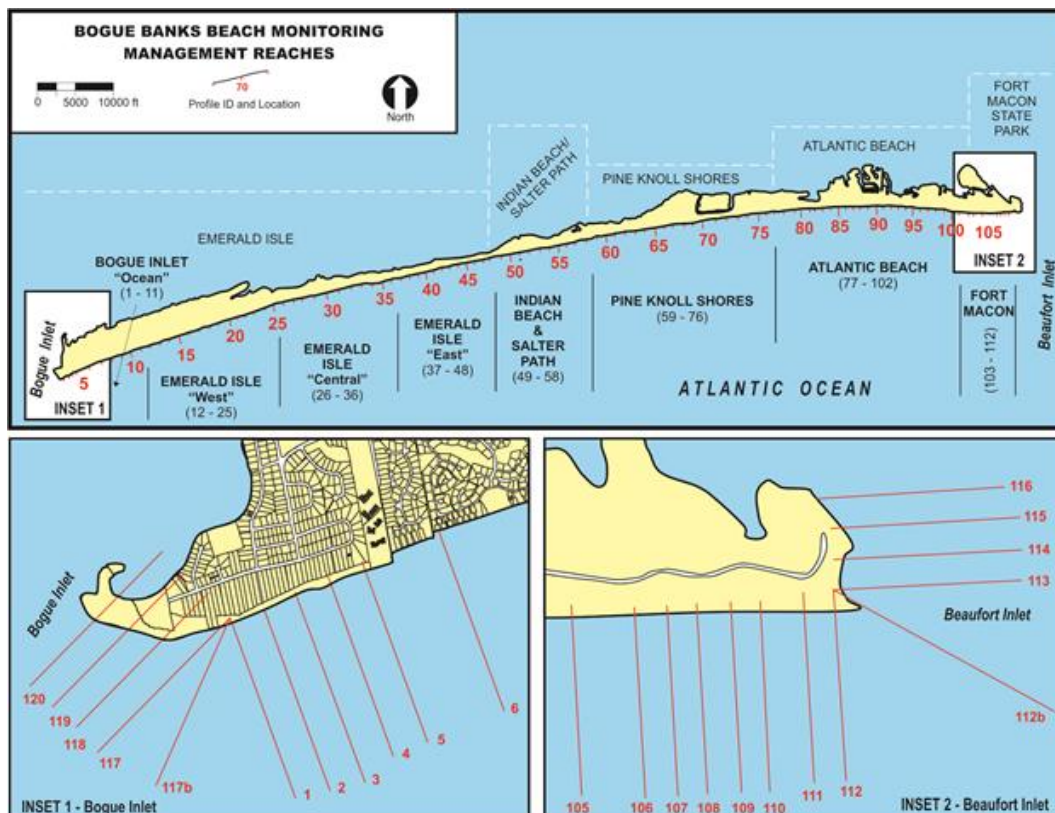 BOGUE BANKS BEACH MONITORING
MANAGEMENT REACHES
0 5000 10000 ft
70
Profile ID and Location
North
FORT
MACON
STATE
PARK
ATLANTIC BEACH
INDIAN BEACH/
SALTER PATH
PINE KNOLL SHORES
EMERALD ISLE
BOGUE INLET
"Ocean"
(1 - 11)
Bogue Inlet
5
10
15
20
25
30
35
40
45
50
55
60
65
70
75
80
85
90
95
100
105
INSET 1
INSET 2
EMERALD ISLE
"West"
(12 - 25)
EMERALD
ISLE
"Central"
(26 - 36)
EMERALD
ISLE
"East"
(37 - 48)
INDIAN
BEACH
&
SALTER
PATH
(49 - 58)
PINE KNOLL SHORES
(59 - 76)
ATLANTIC BEACH
(77 - 102)
FORT
MACON
(103 - 112)
Beaufort Inlet
ATLANTIC OCEAN
Bogue Inlet
120
119
118
117
117b
1
2
3
4
5
6
INSET 1 - Bogue Inlet
116
115
114
113
Beaufort Inlet
112b
105
106
107
108
109
110
111
112
INSET 2 - Beaufort Inlet